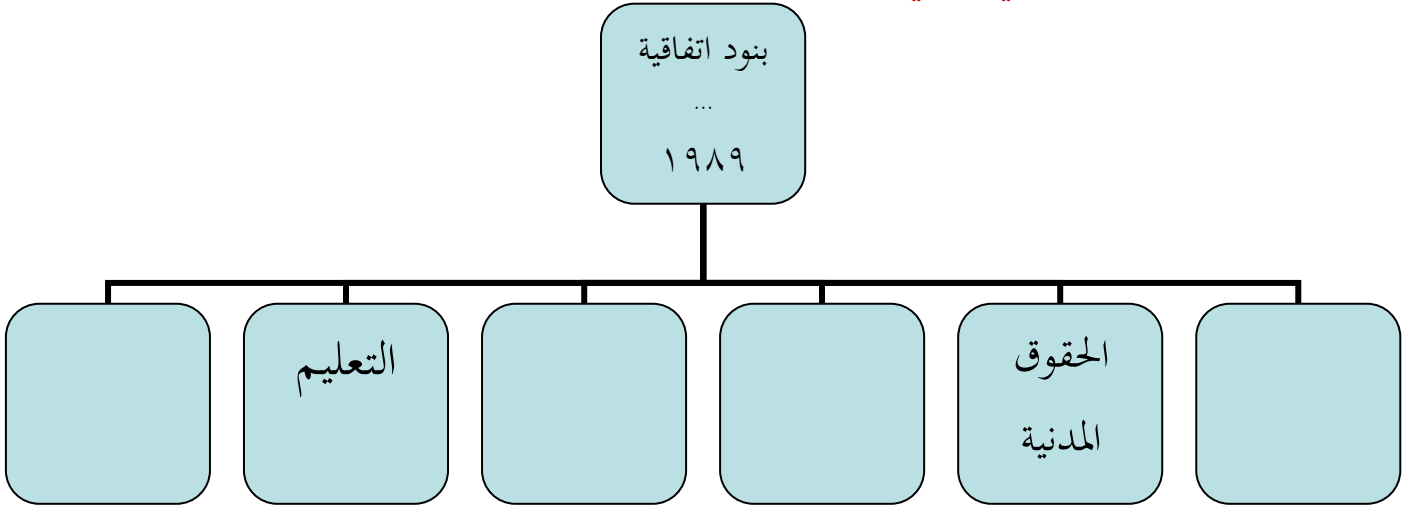 بنود اتفاقية
...
١٩٨٩
الحقوق
المدنية
التعليم